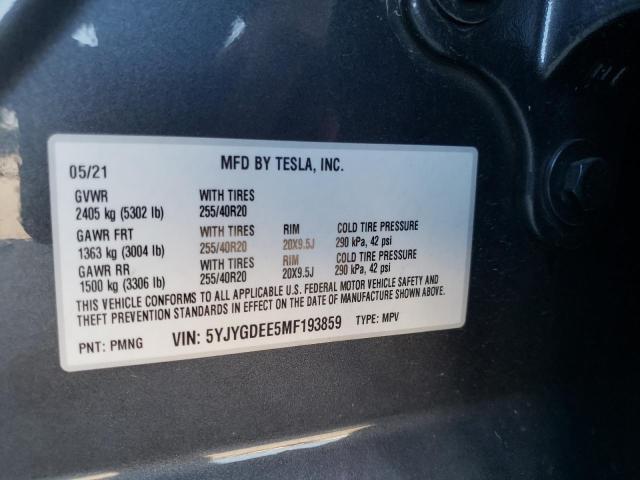 05/21 MFD BY TESLA, INC.
GVWR WITH TIRES
2405 kg (5302 lb) 255/40R20
GAWR FRT WITH TIRES RIM COLD TIRE PRESSURE
1363 kg (3004 lb) 255/40R20 20X9.5J 290 kPa, 42 psi
GAWR RR WITH TIRES RIM COLD TIRE PRESSURE
1500 kg (3306 lb) 255/40R20 20X9.5J 290 kPa, 42 psi
THIS VEHICLE CONFORMS TO ALL APPLICABLE U.S. FEDERAL MOTOR VEHICLE SAFETY AND
THEFT PREVENTION STANDARDS IN EFFECT ON THE DATE OF MANUFACTURE SHOWN ABOVE.
PNT: PMNG VIN: 5YJYGDEE5MF193859 TYPE: MPV